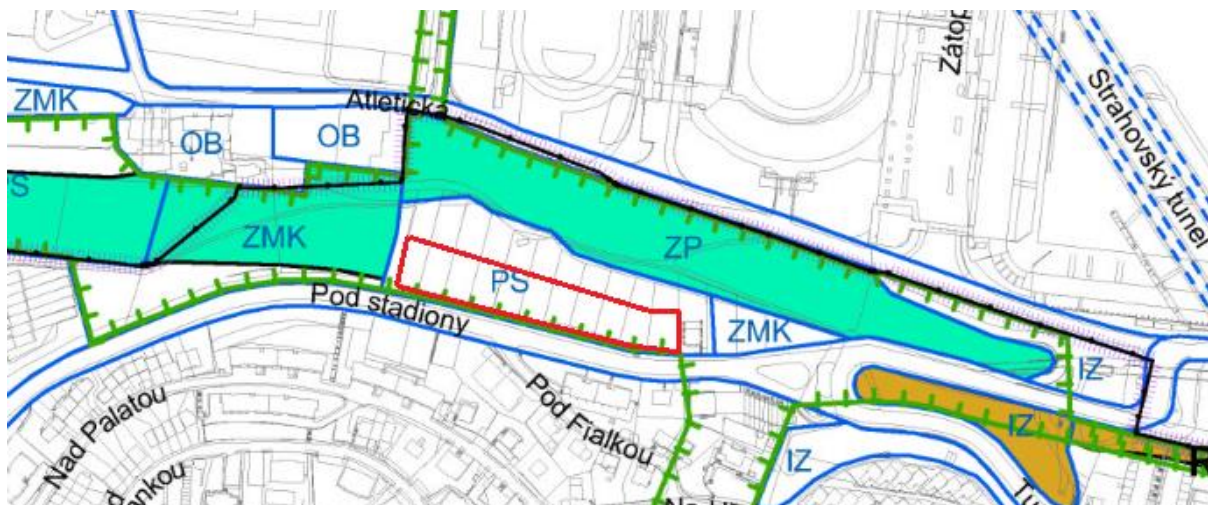 Zátop
Strahovský tunel
ZMK
Atletická
OB
OB
S
ZMK
ZP
PS
Pod stadiony
ZMK
IZ
IZ
IZ
Nad Palatou
Pod Fialkou
ankou
R